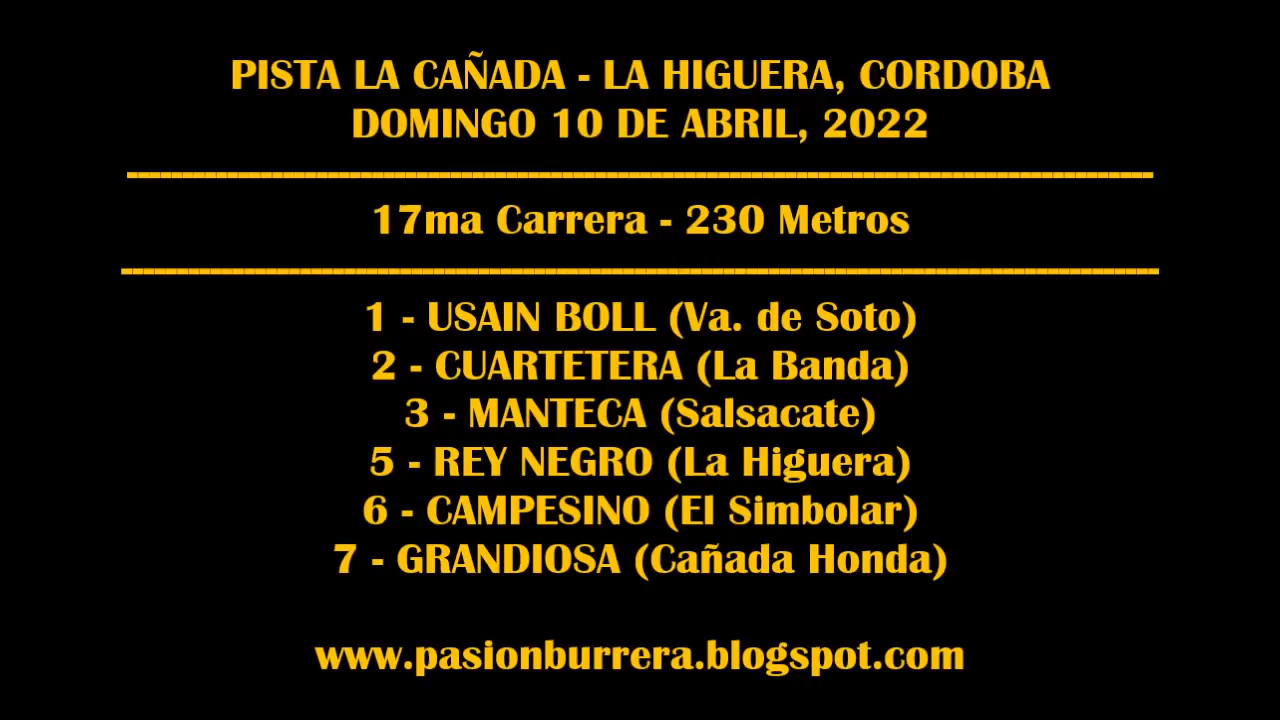 PISTA LA CAÑADA - LA HIGUERA, CORDOBA
DOMINGO 10 DE ABRIL, 2022
17ma Carrera - 230 Metros
1 - USAIN BOLL (Va. de Soto)
2 - CUARTETERA (La Banda)
3 - MANTECA (Salsacate)
5 - REY NEGRO (La Higuera)
6 - CAMPESINO (El Simbolar)
7 - GRANDIOSA (Cañada Honda)
www.pasionburrera.blogspot.com